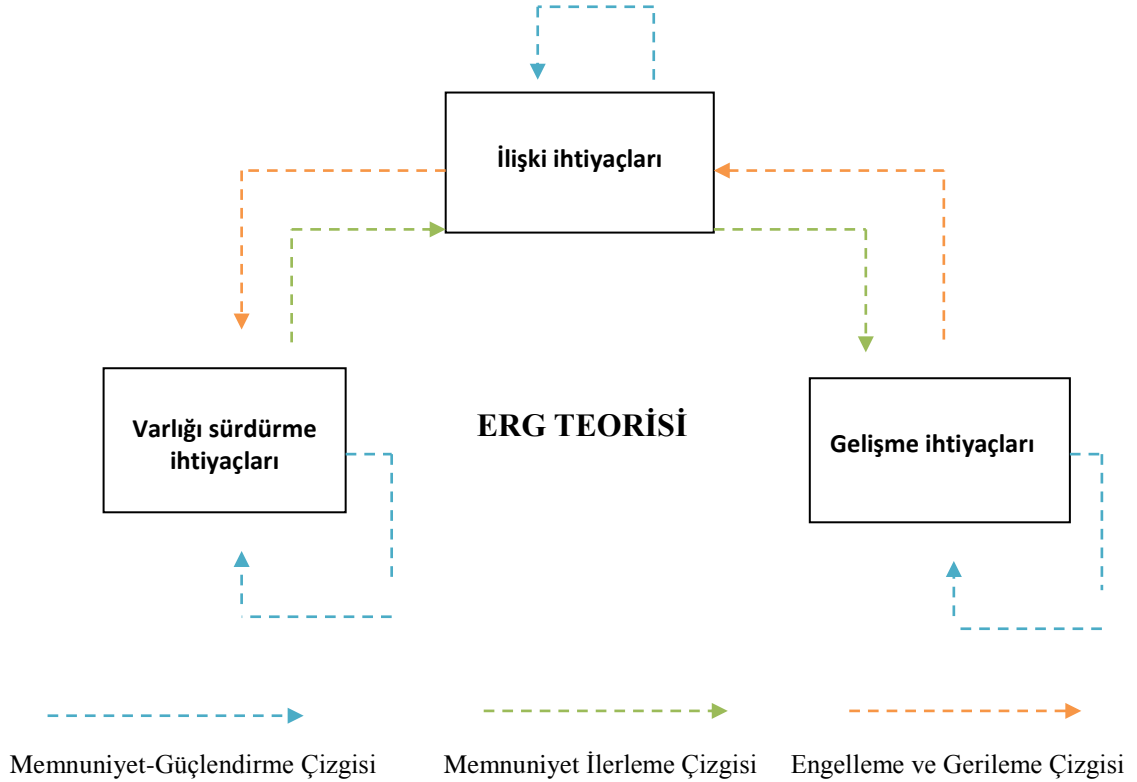 İlişki ihtiyaçları
Varlığı sürdürme
ihtiyaçları
ERG TEORİSİ
Gelişme ihtiyaçları
Memnuniyet-Güçlendirme Çizgisi
Memnuniyet İlerleme Çizgisi
Engelleme ve Gerileme Çizgisi